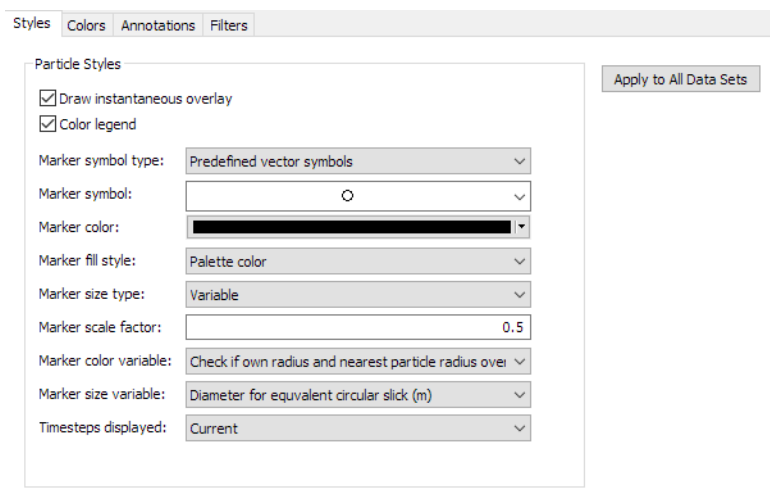 Styles Colors Annotations Filters
Particle Styles
Apply to All Data Sets
Draw instantaneous overlay
Color legend
Marker symbol type: Predefined vector symbols
Marker symbol:
Marker color:
Marker fill style: Palette color
Marker size type: Variable
Marker scale factor: 0.5
Marker color variable: Check if own radius and nearest particle radius over
Marker size variable: Diameter for equvalent circular slick (m)
Timesteps displayed: Current